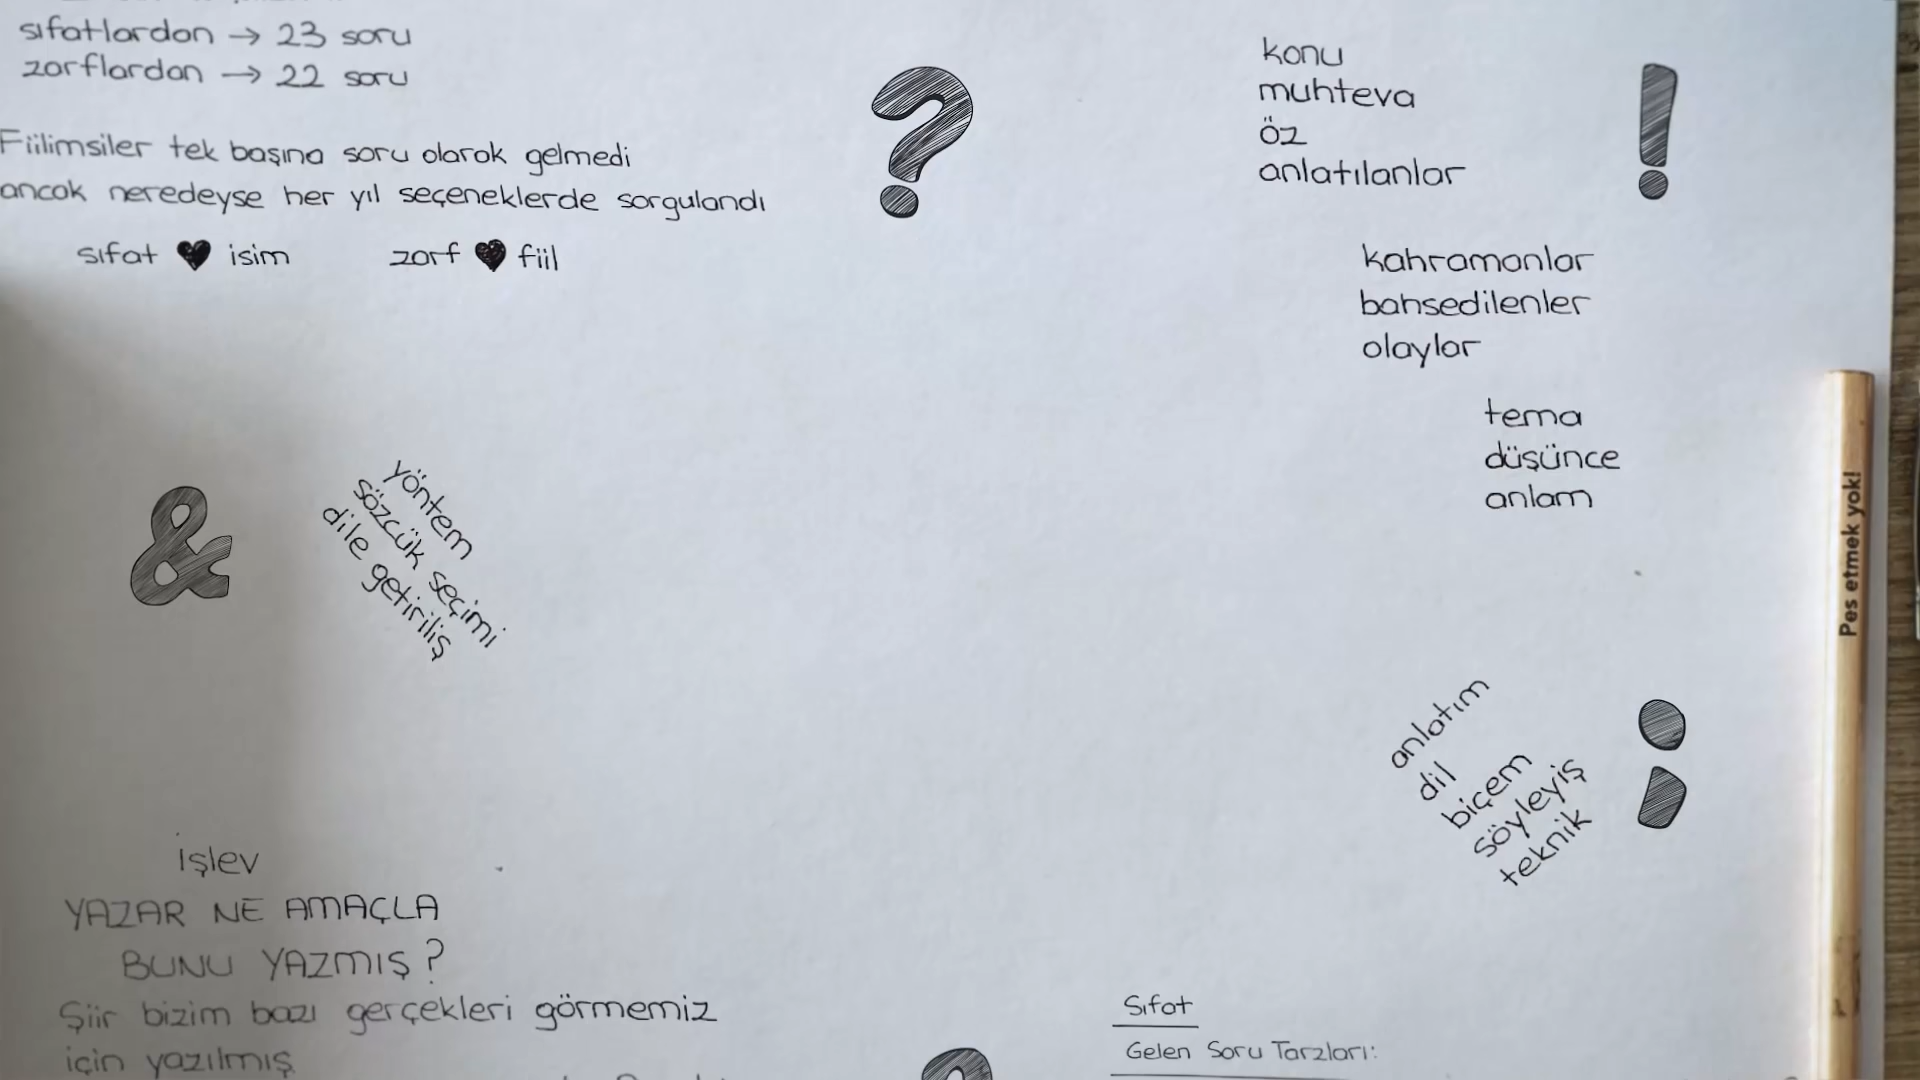 sıfatlardan → 23 soru
zarflardan → 22 soru
Fiilimsiler tek başına soru olarak gelmedi
ancak neredeyse her yıl seçeneklerde sorgulandı
sıfat ♥ isim zarf ♥ fiil
?
konu
muhteva
öz
anlatılanlar
!
kahramanlar
bahsedilenler
olaylar
tema
düşünce
anlam
Pes etmek yok!
&
yöntem
sözcük seçimi
dile getiriliş
anlatım
dil
biçem
söyleyiş
teknik
;
işlev
YAZAR NE AMAÇLA
BUNU YAZMIŞ?
Şiir bizim bazı gerçekleri görmemiz
için yazılmış
Sıfat
Gelen Soru Tarzları: